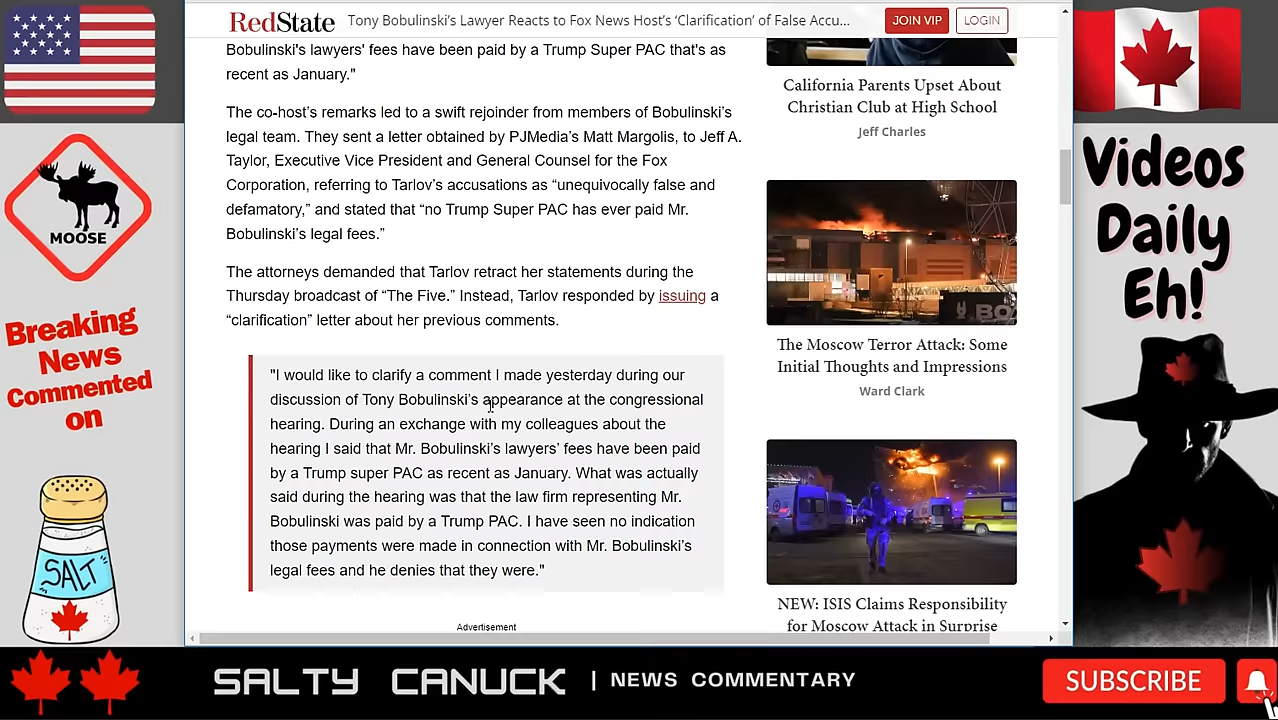 RedState
Tony Bobulinski’s Lawyer Reacts to Fox News Host’s ‘Clarification’ of False Accu...
JOIN VIP
LOGIN
Bobulinski's lawyers' fees have been paid by a Trump Super PAC that's as
recent as January."
The co-host’s remarks led to a swift rejoinder from members of Bobulinski’s
legal team. They sent a letter obtained by PJMedia’s Matt Margolis, to Jeff A.
Taylor, Executive Vice President and General Counsel for the Fox
Corporation, referring to Tarlov’s accusations as “unequivocally false and
defamatory,” and stated that “no Trump Super PAC has ever paid Mr.
Bobulinski’s legal fees.”
The attorneys demanded that Tarlov retract her statements during the
Thursday broadcast of “The Five.” Instead, Tarlov responded by issuing a
“clarification” letter about her previous comments.
"I would like to clarify a comment I made yesterday during our
discussion of Tony Bobulinski’s appearance at the congressional
hearing. During an exchange with my colleagues about the
hearing I said that Mr. Bobulinski’s lawyers’ fees have been paid
by a Trump super PAC as recent as January. What was actually
said during the hearing was that the law firm representing Mr.
Bobulinski was paid by a Trump PAC. I have seen no indication
those payments were made in connection with Mr. Bobulinski’s
legal fees and he denies that they were."
Advertisement
California Parents Upset About
Christian Club at High School
Jeff Charles
BO
The Moscow Terror Attack: Some
Initial Thoughts and Impressions
Ward Clark
NEW: ISIS Claims Responsibility
for Moscow Attack in Surprise
MOOSE
Breaking
News
Commented
on
SALT
Videos
Daily
Eh!
SALTY CANUCK | NEWS COMMENTARY
SUBSCRIBE